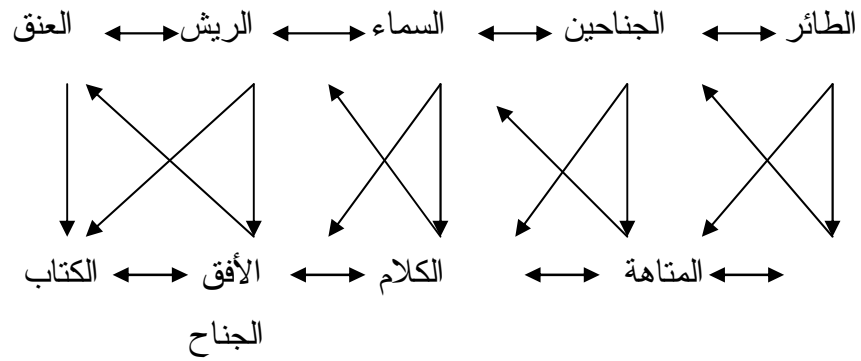 الطائر الجناحين السماء الريش العنق
المتاهة الكلام الأفق الكتاب
الجناح